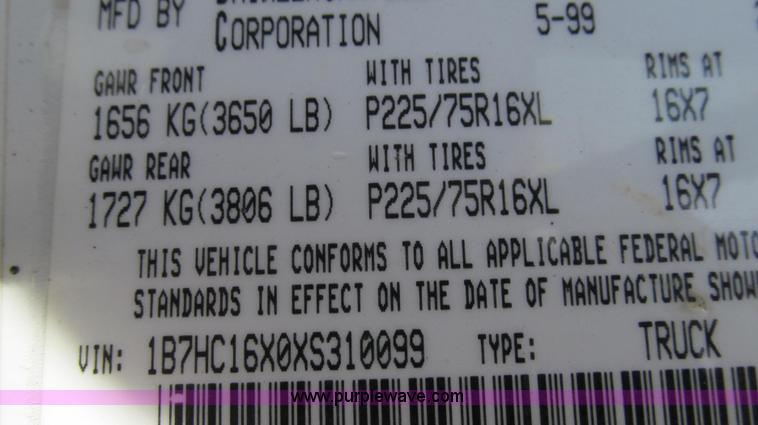 MFD BY
CORPORATION 5-99
GAWR FRONT WITH TIRES RIMS AT
1656 KG(3650 LB) P225/75R16XL 16X7
GAWR REAR WITH TIRES RIMS AT
1727 KG(3806 LB) P225/75R16XL 16X7
THIS VEHICLE CONFORMS TO ALL APPLICABLE FEDERAL MOTO
STANDARDS IN EFFECT ON THE DATE OF MANUFACTURE SHOW
VIN: 1B7HC16X0XS310099 TYPE: TRUCK
www.purplewave.com